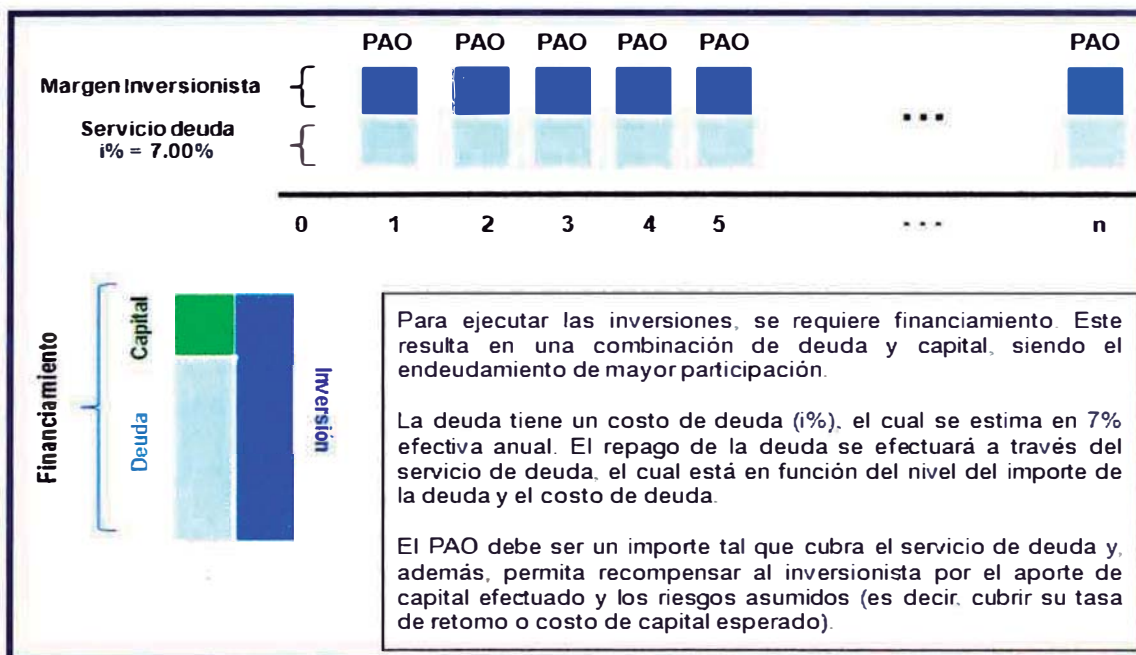 PAO PAO PAO PAO PAO PAO
Margen Inversionista
...
Servicio deuda
i% = 7.00%
0 1 2 3 4 5 ... n
Financiamiento
Capital
Deuda
Inversión
Para ejecutar las inversiones, se requiere financiamiento. Este
resulta en una combinación de deuda y capital, siendo el
endeudamiento de mayor participación.
La deuda tiene un costo de deuda (i%), el cual se estima en 7%
efectiva anual. El repago de la deuda se efectuará a través del
servicio de deuda, el cual está en función del nivel del importe de
la deuda y el costo de deuda.
El PAO debe ser un importe tal que cubra el servicio de deuda y,
además, permita recompensar al inversionista por el aporte de
capital efectuado y los riesgos asumidos (es decir, cubrir su tasa
de retomo o costo de capital esperado).